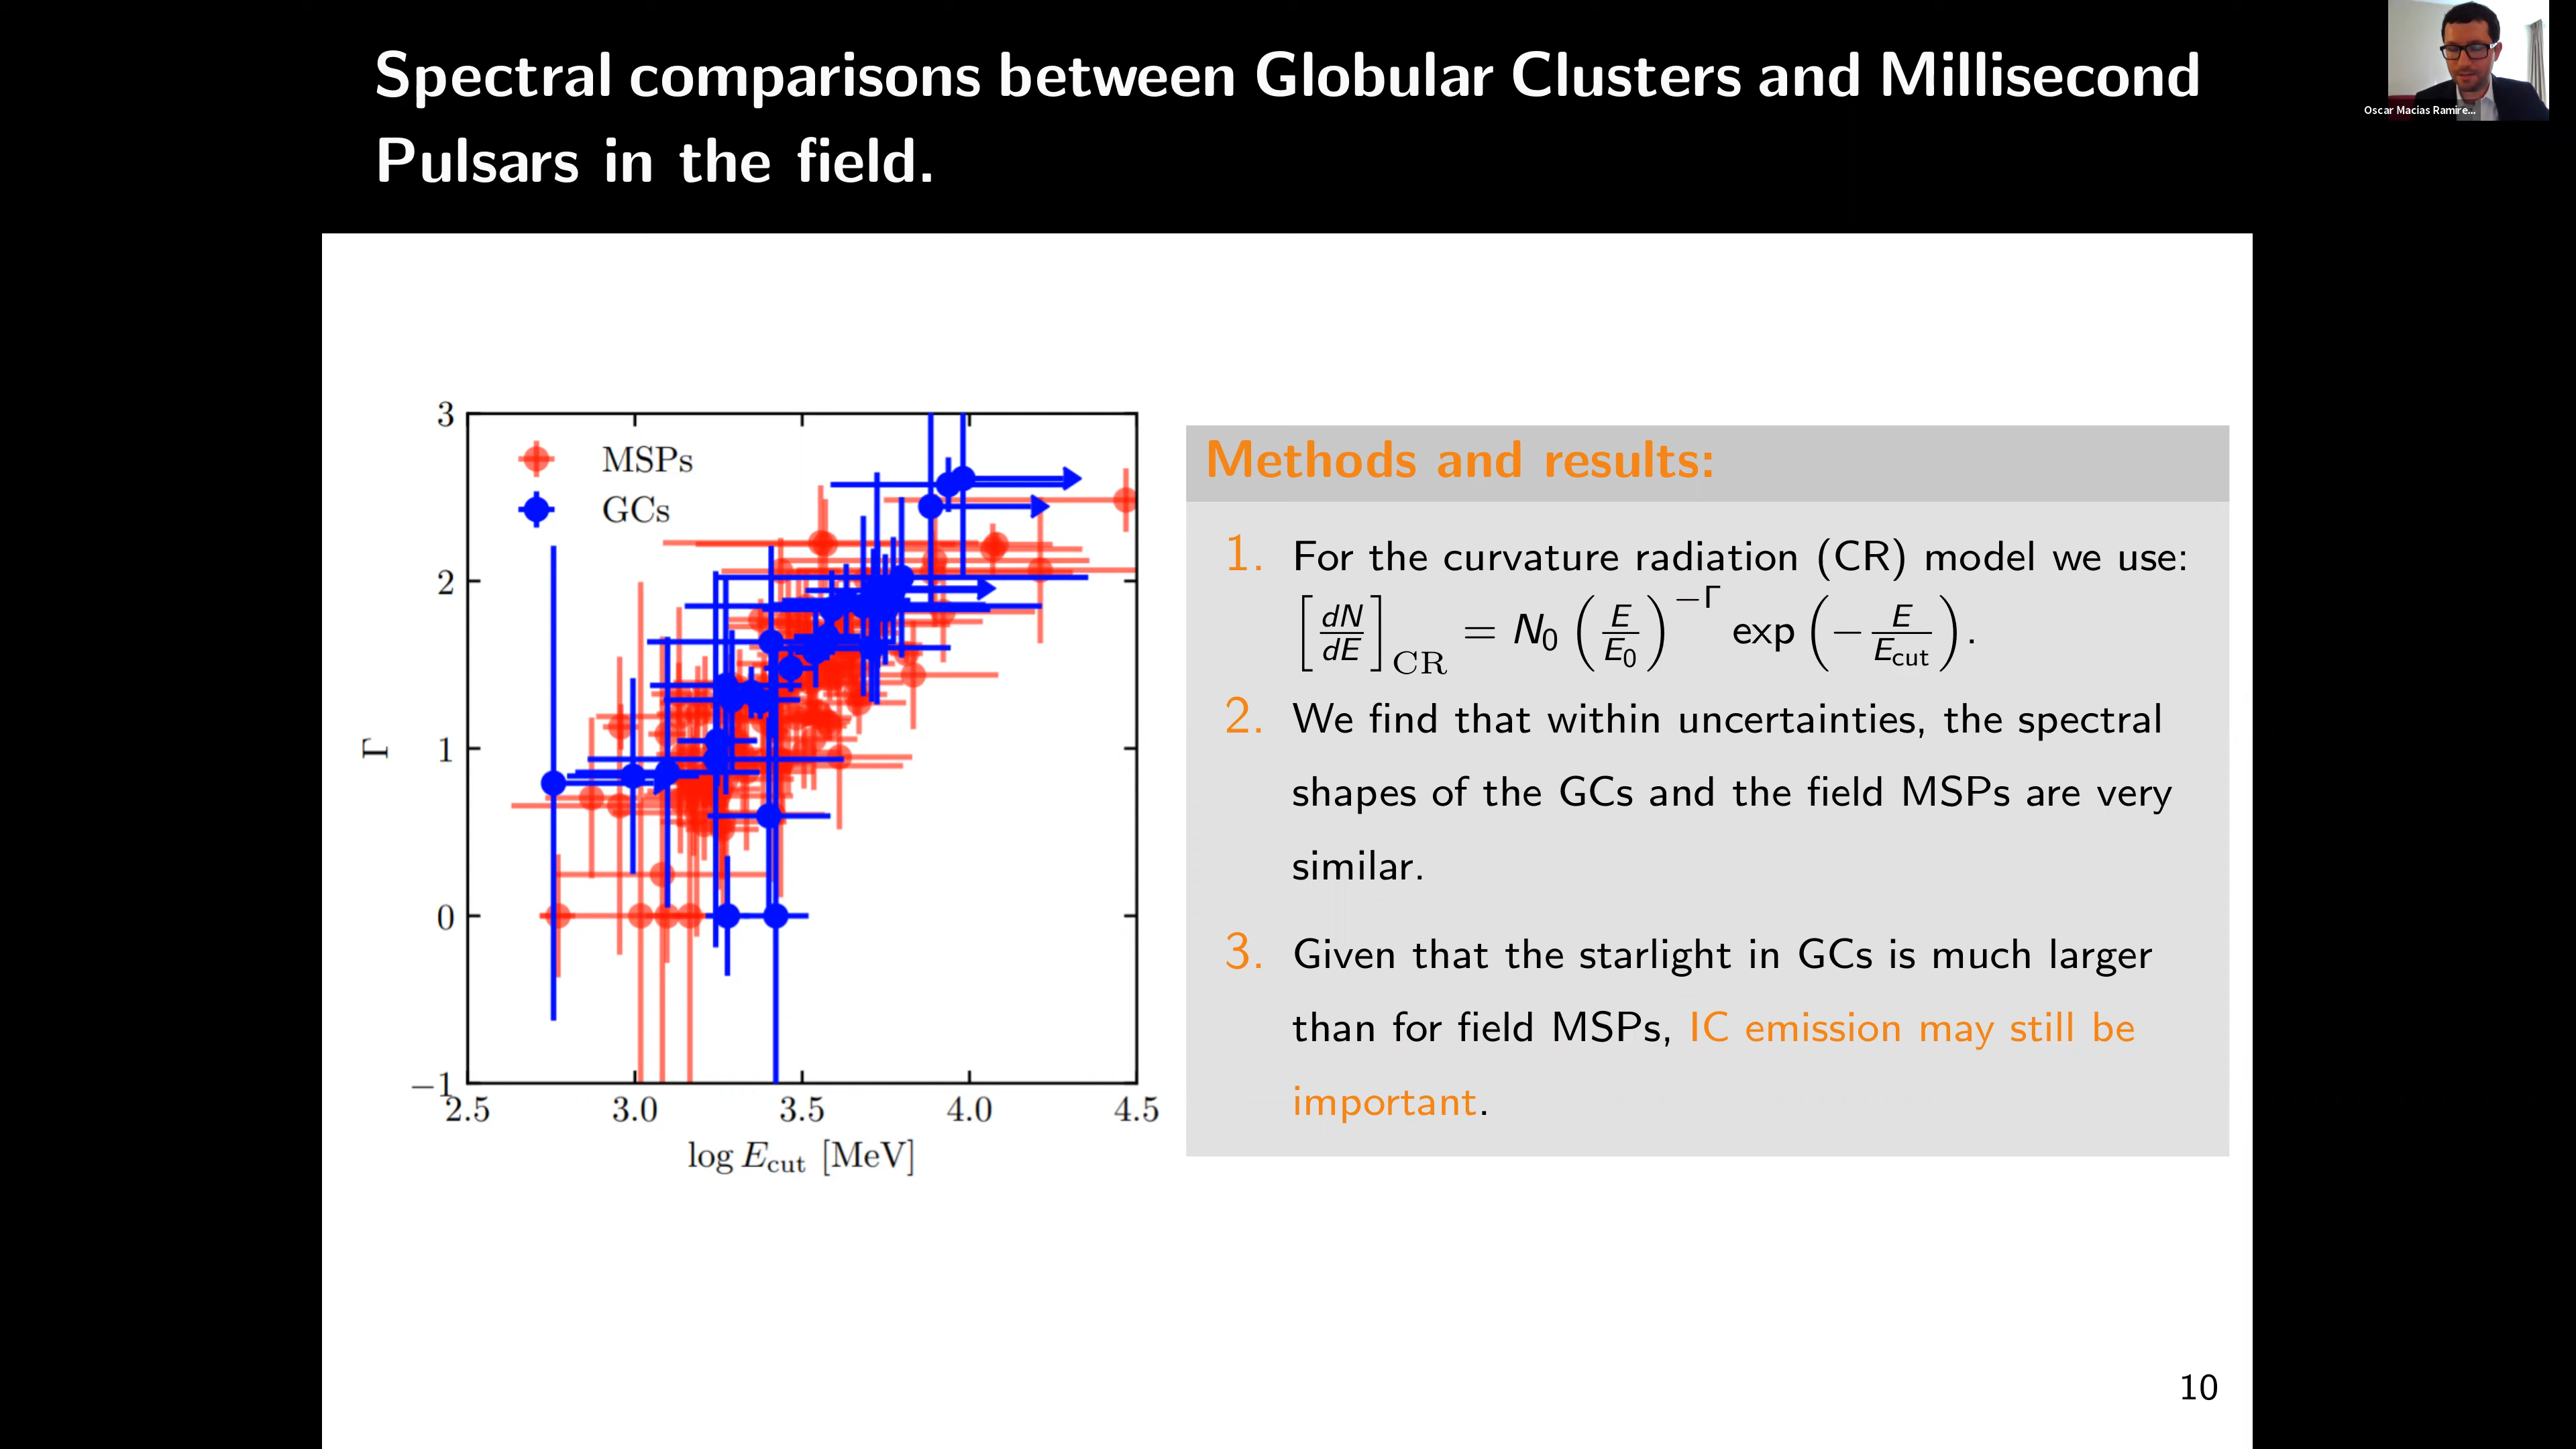 Spectral comparisons between Globular Clusters and Millisecond
Pulsars in the field.
Oscar Macias Ramire...
3
2
1
0
−1
Γ
MSPs
GCs
2.5 3.0 3.5 4.0 4.5
log E_cut [MeV]
Methods and results:
1. For the curvature radiation (CR) model we use:
[dN/dE]_CR = N_0 (E/E_0)^−Γ exp(−E/E_cut).
2. We find that within uncertainties, the spectral
shapes of the GCs and the field MSPs are very
similar.
3. Given that the starlight in GCs is much larger
than for field MSPs, IC emission may still be
important.
10